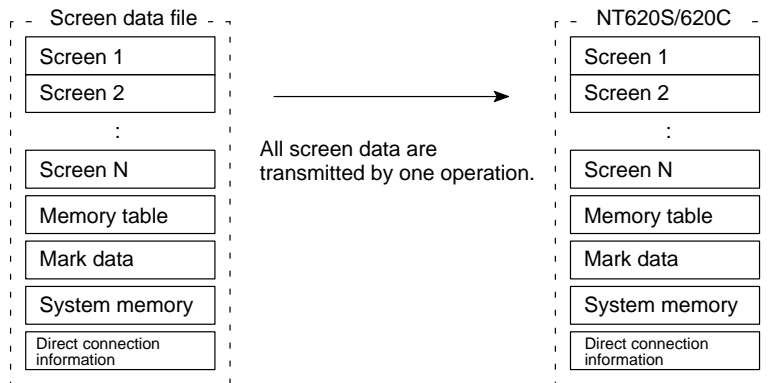 Screen data file
Screen 1
Screen 2
:
Screen N
Memory table
Mark data
System memory
Direct connection
information
All screen data are
transmitted by one operation.
NT620S/620C
Screen 1
Screen 2
:
Screen N
Memory table
Mark data
System memory
Direct connection
information